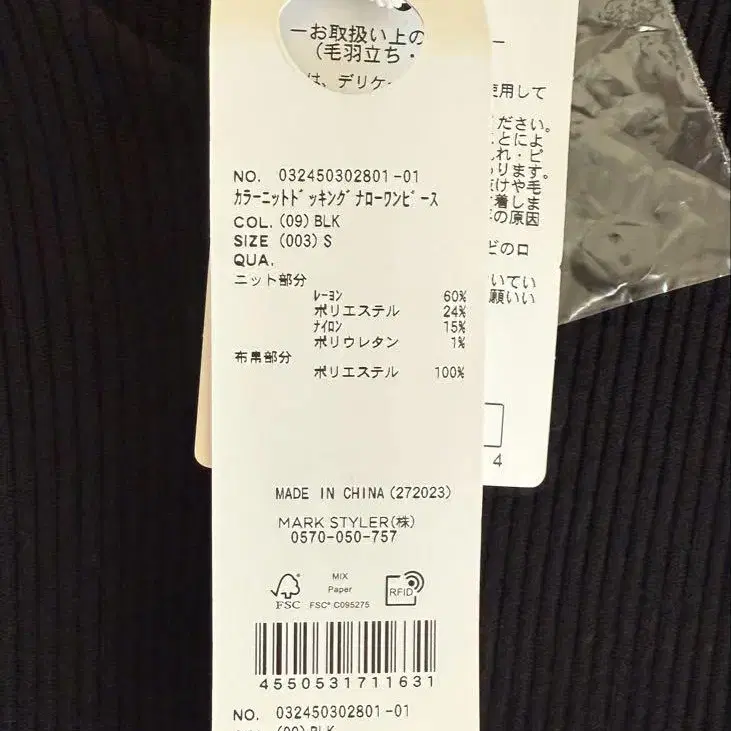 ーお取扱い上の
(毛羽立ち・
は、デリケ
使用して
ださい。
ことによ
れ・ピ
ります。
抜けや毛
着しま
の原因
どのロ
いてい
願いい
4
NO. 032450302801-01
カラーニットドッキングナローワンピース
COL. (09) BLK
SIZE (003) S
QUA.
ニット部分
レーヨン 60%
ポリエステル 24%
ナイロン 15%
ポリウレタン 1%
布帛部分
ポリエステル 100%
MADE IN CHINA (272023)
MARK STYLER(株)
0570-050-757
FSC
MIX
Paper
FSC® C095275
RFID
4550531711631
NO. 032450302801-01